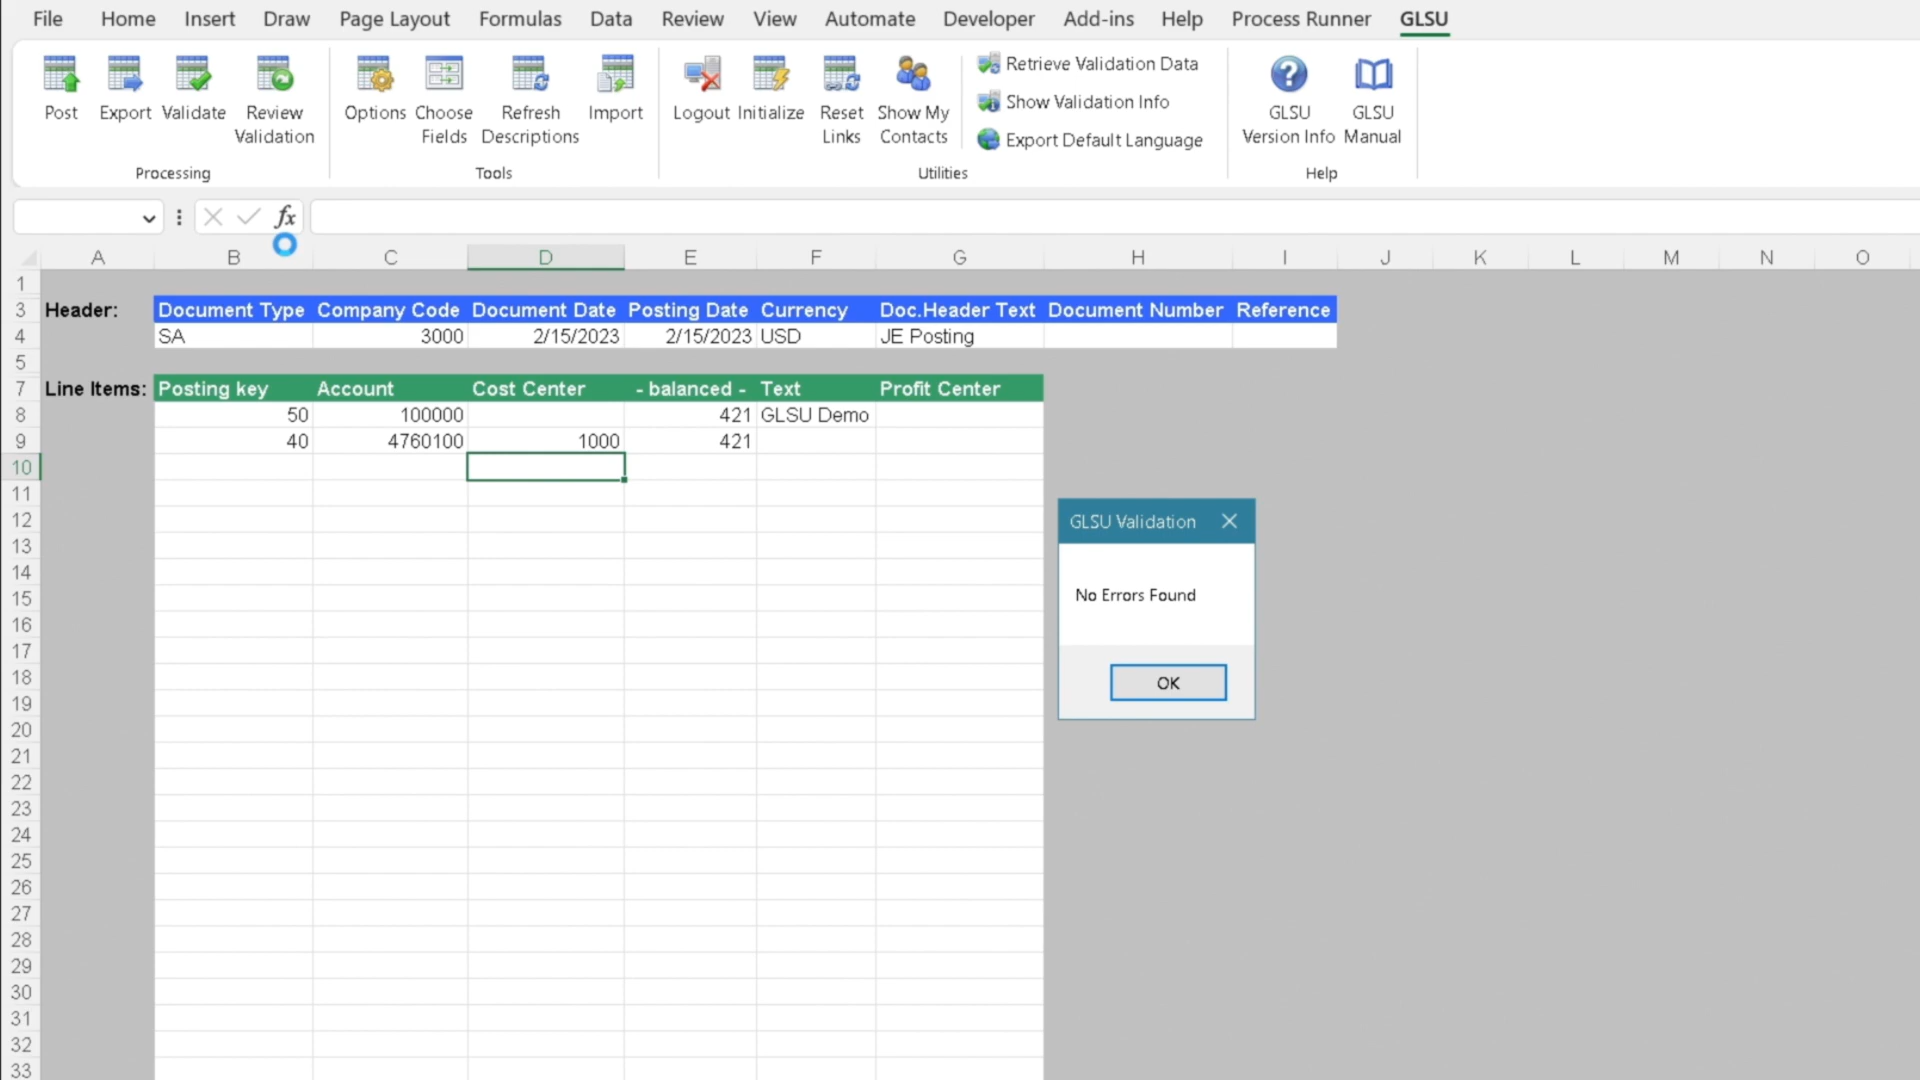 File Home Insert Draw Page Layout Formulas Data Review View Automate Developer Add-ins Help Process Runner GLSU
Post Export Validate Review Validation Options Choose Fields Refresh Descriptions Import Logout Initialize Reset Links Show My Contacts
Retrieve Validation Data
Show Validation Info
Export Default Language
GLSU Version Info GLSU Manual
Processing Tools Utilities Help
fx
A B C D E F G H I J K L M N O
1
3 Header: Document Type Company Code Document Date Posting Date Currency Doc.Header Text Document Number Reference
4 SA 3000 2/15/2023 2/15/2023 USD JE Posting
5
7 Line Items: Posting key Account Cost Center - balanced - Text Profit Center
8 50 100000 421 GLSU Demo
9 40 4760100 1000 421
10
11
12
13
14
15
16
17
18
19
20
21
22
23
24
25
26
27
28
29
30
31
32
33
GLSU Validation
No Errors Found
OK